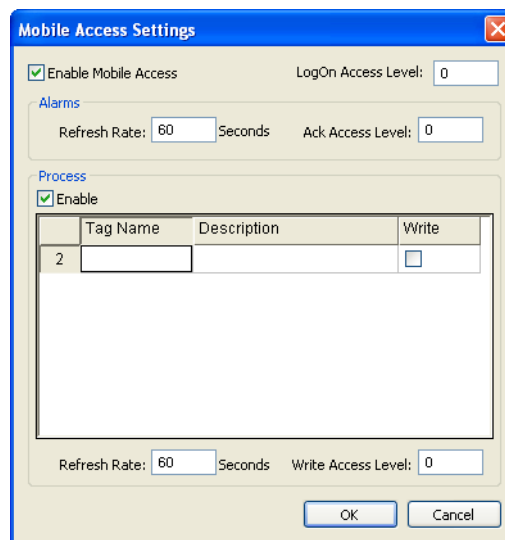 Mobile Access Settings
Enable Mobile Access LogOn Access Level: 0
Alarms
Refresh Rate: 60 Seconds Ack Access Level: 0
Process
Enable
Tag Name Description Write
2
Refresh Rate: 60 Seconds Write Access Level: 0
OK Cancel